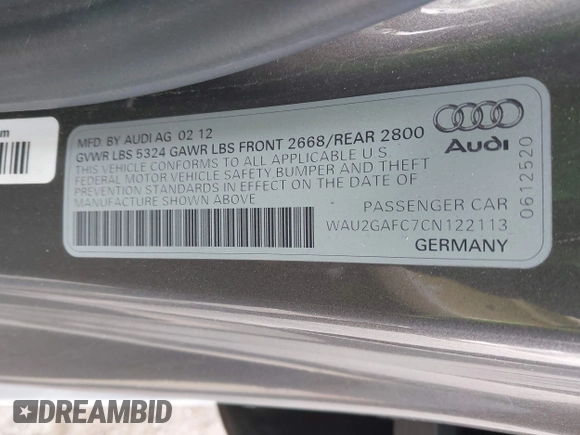 m
MFD. BY AUDI AG 02 12
GVWR LBS 5324 GAWR LBS FRONT 2668/REAR 2800
THIS VEHICLE CONFORMS TO ALL APPLICABLE U S
FEDERAL MOTOR VEHICLE SAFETY BUMPER AND THEFT
PREVENTION STANDARDS IN EFFECT ON THE DATE OF
MANUFACTURE SHOWN ABOVE
Audi
PASSENGER CAR
WAU2GAFC7CN122113
GERMANY
0612520
DREAMBID